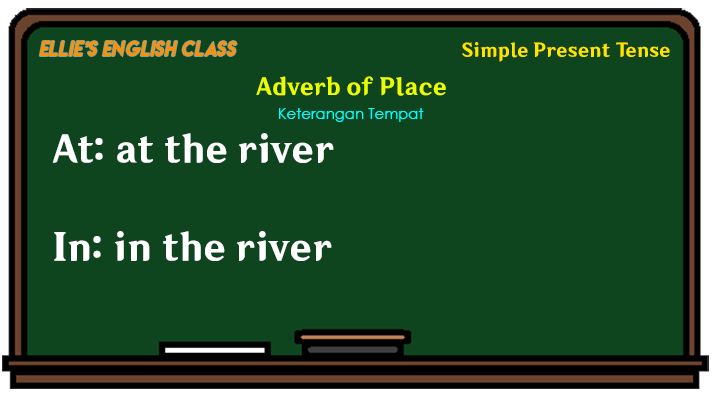 ELLIE'S ENGLISH CLASS
Simple Present Tense
Adverb of Place
Keterangan Tempat
At: at the river
In: in the river